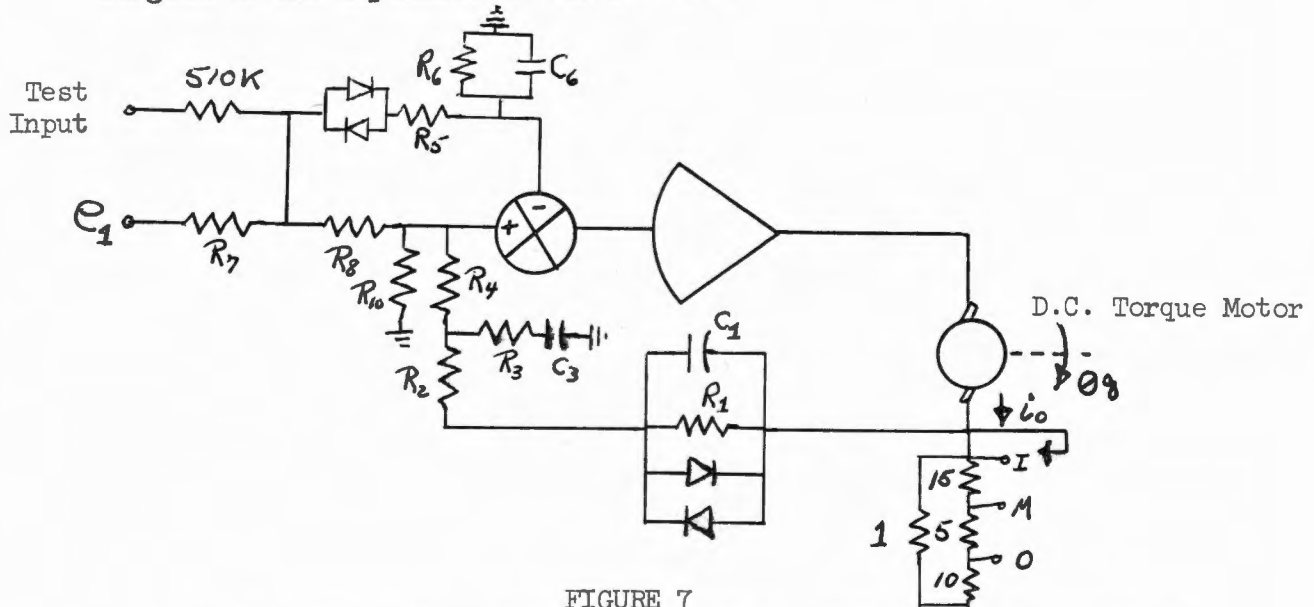 510K
Test
Input
R6
C6
R5
e1
R7
R8
R10
R4
+
-
R3
C3
R2
C1
R1
D.C. Torque Motor
θg
i0
I
15
M
1
5
O
10
FIGURE 7